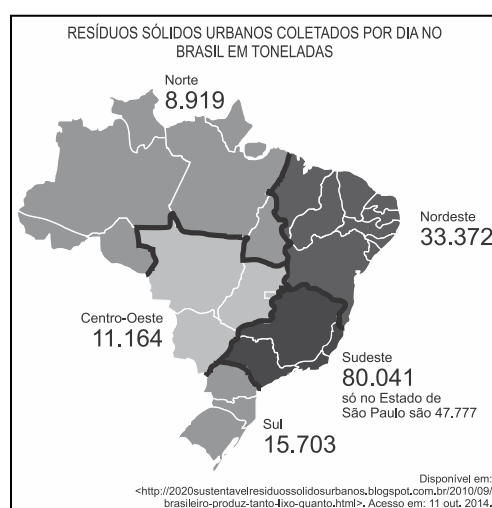 RESÍDUOS SÓLIDOS URBANOS COLETADOS POR DIA NO
BRASIL EM TONELADAS
Norte
8.919
Nordeste
33.372
Centro-Oeste
11.164
Sudeste
80.041
só no Estado de
São Paulo são 47.777
Sul
15.703
Disponível em:
<http://2020sustentavelresiduossolidosurbanos.blogspot.com.br/2010/09/
brasileiro-produz-tanto-lixo-quanto.html>. Acesso em: 11 out. 2014.